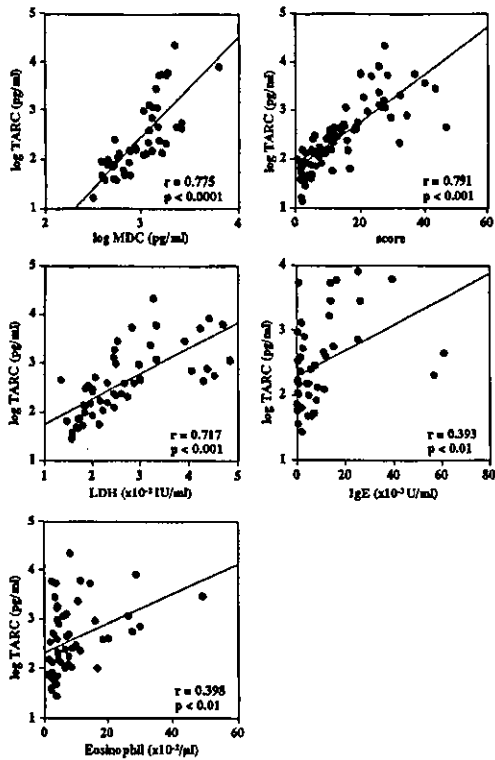 5
4
3
2
1
log TARC (pg/ml)
r = 0.775
p < 0.0001
2
3
4
log MDC (pg/ml)
5
4
3
2
1
log TARC (pg/ml)
r = 0.791
p < 0.001
0
20
40
60
score
5
4
3
2
1
log TARC (pg/ml)
r = 0.717
p < 0.001
1
2
3
4
5
LDH (x10⁻² IU/ml)
4
3
2
1
log TARC (pg/ml)
r = 0.393
p < 0.01
0
20
40
60
80
IgE (x10⁻³ U/ml)
5
4
3
2
1
log TARC (pg/ml)
r = 0.398
p < 0.01
0
20
40
60
Eosinophil (x10⁻²/µl)